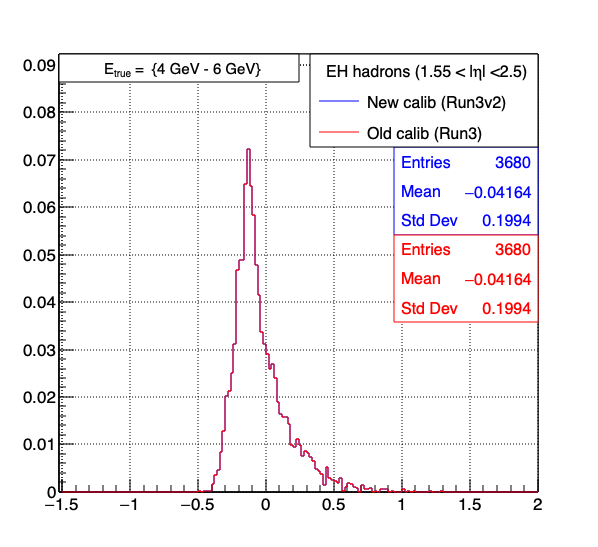 E_true = {4 GeV - 6 GeV}
EH hadrons (1.55 < |η| <2.5)
New calib (Run3v2)
Old calib (Run3)
Entries 3680
Mean −0.04164
Std Dev 0.1994
Entries 3680
Mean −0.04164
Std Dev 0.1994
0.09
0.08
0.07
0.06
0.05
0.04
0.03
0.02
0.01
0
−1.5 −1 −0.5 0 0.5 1 1.5 2